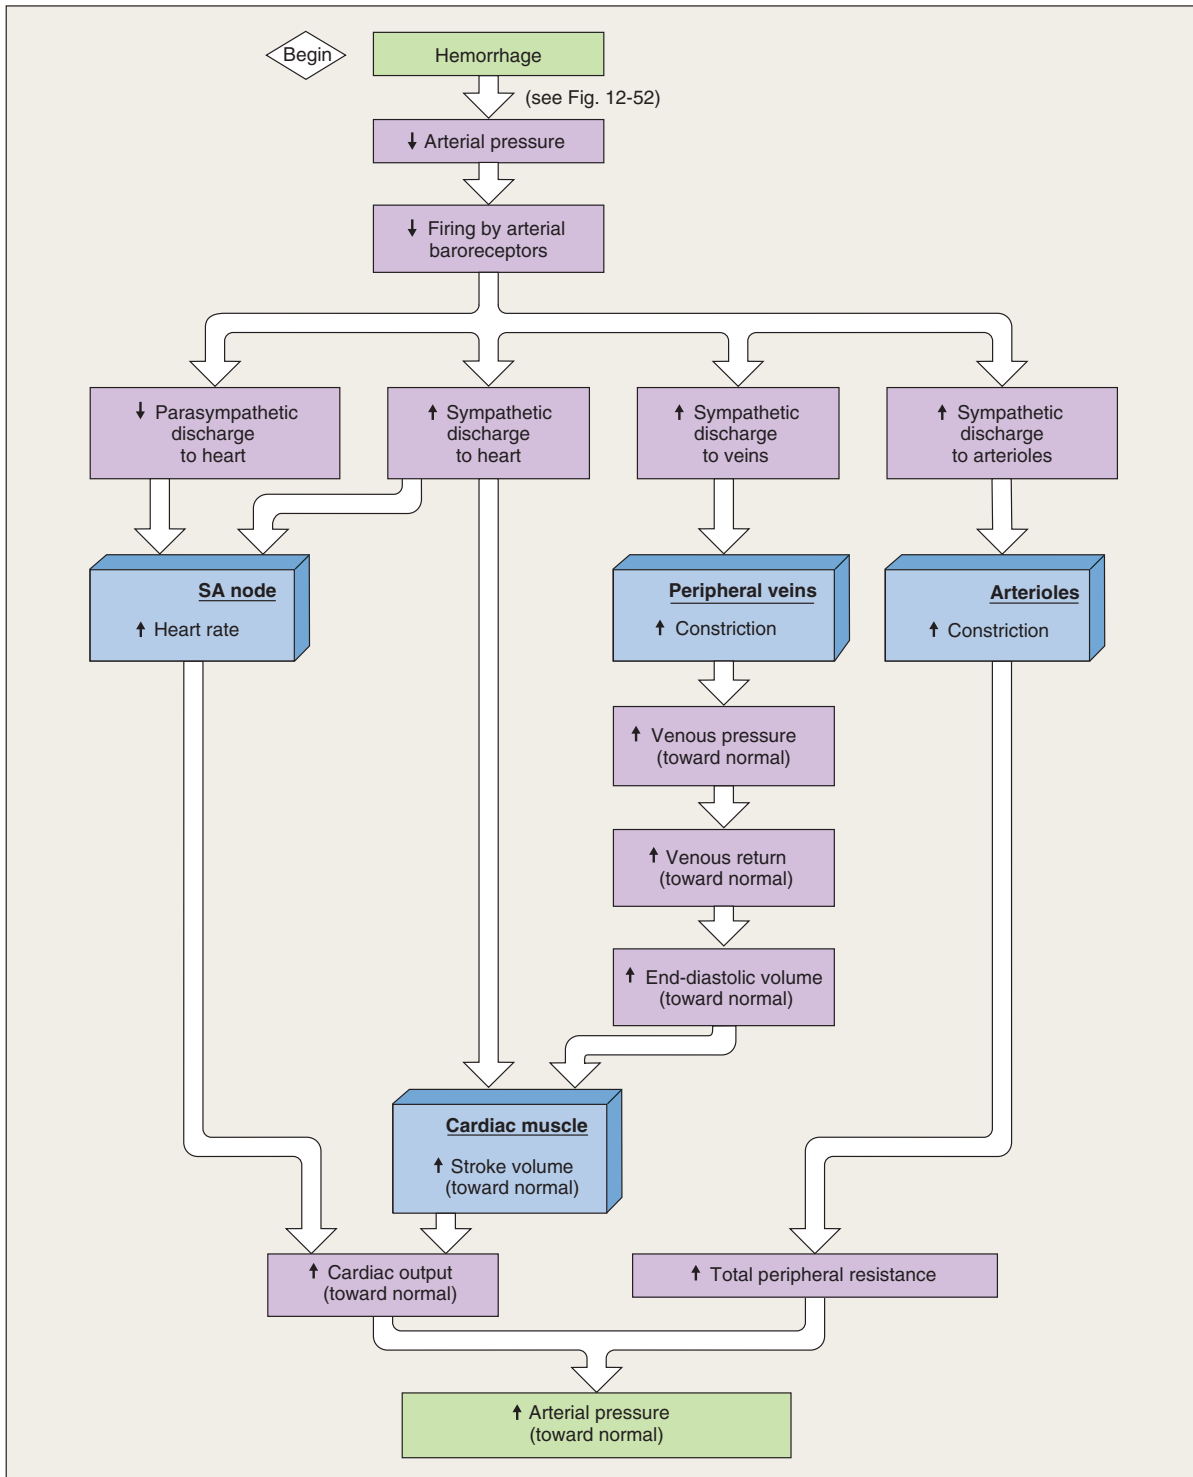 Begin
Hemorrhage
(see Fig. 12-52)
↓ Arterial pressure
↓ Firing by arterial
baroreceptors
↓ Parasympathetic
discharge
to heart
↑ Sympathetic
discharge
to heart
↑ Sympathetic
discharge
to veins
↑ Sympathetic
discharge
to arterioles
SA node
↑ Heart rate
Peripheral veins
↑ Constriction
Arterioles
↑ Constriction
↑ Venous pressure
(toward normal)
↑ Venous return
(toward normal)
↑ End-diastolic volume
(toward normal)
Cardiac muscle
↑ Stroke volume
(toward normal)
↑ Cardiac output
(toward normal)
↑ Total peripheral resistance
↑ Arterial pressure
(toward normal)